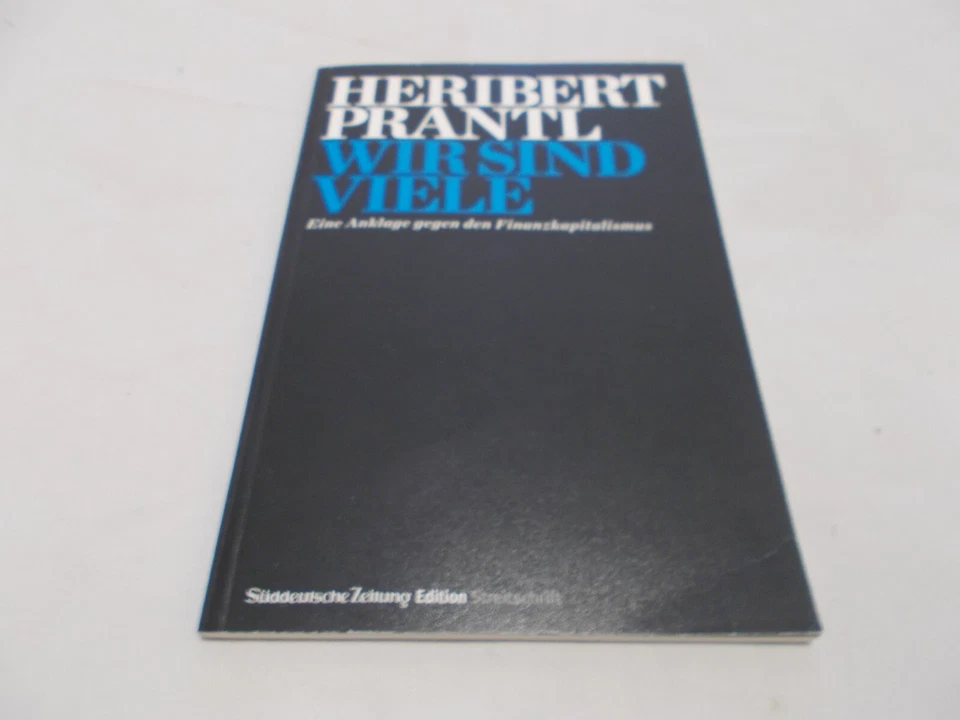 HERIBERT
PRANTL
WIR SIND
VIELE
Eine Anklage gegen den Finanzkapitalismus
Süddeutsche Zeitung Edition Streitschrift